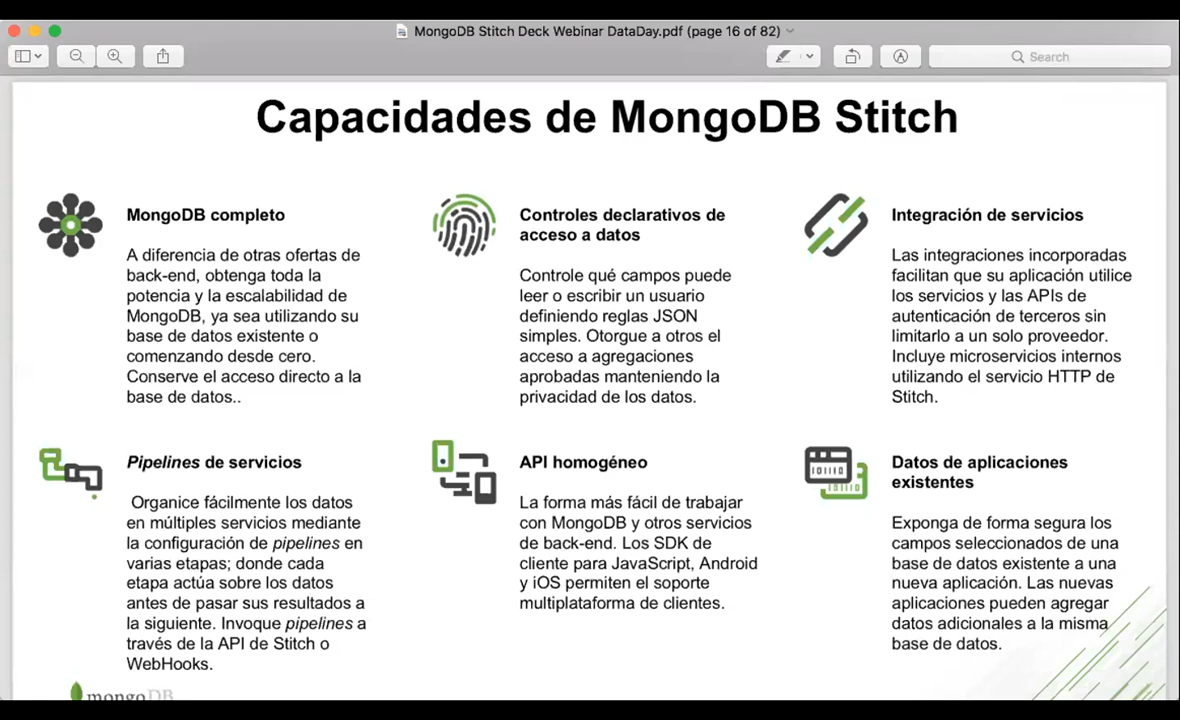 MongoDB Stitch Deck Webinar DataDay.pdf (page 16 of 82)
Search
Capacidades de MongoDB Stitch
MongoDB completo
A diferencia de otras ofertas de
back-end, obtenga toda la
potencia y la escalabilidad de
MongoDB, ya sea utilizando su
base de datos existente o
comenzando desde cero.
Conserve el acceso directo a la
base de datos..
Controles declarativos de
acceso a datos
Controle qué campos puede
leer o escribir un usuario
definiendo reglas JSON
simples. Otorgue a otros el
acceso a agregaciones
aprobadas manteniendo la
privacidad de los datos.
Integración de servicios
Las integraciones incorporadas
facilitan que su aplicación utilice
los servicios y las APIs de
autenticación de terceros sin
limitarlo a un solo proveedor.
Incluye microservicios internos
utilizando el servicio HTTP de
Stitch.
Pipelines de servicios
Organice fácilmente los datos
en múltiples servicios mediante
la configuración de pipelines en
varias etapas; donde cada
etapa actúa sobre los datos
antes de pasar sus resultados a
la siguiente. Invoque pipelines a
través de la API de Stitch o
WebHooks.
API homogéneo
La forma más fácil de trabajar
con MongoDB y otros servicios
de back-end. Los SDK de
cliente para JavaScript, Android
y iOS permiten el soporte
multiplataforma de clientes.
Datos de aplicaciones
existentes
Exponga de forma segura los
campos seleccionados de una
base de datos existente a una
nueva aplicación. Las nuevas
aplicaciones pueden agregar
datos adicionales a la misma
base de datos.
mongoDB